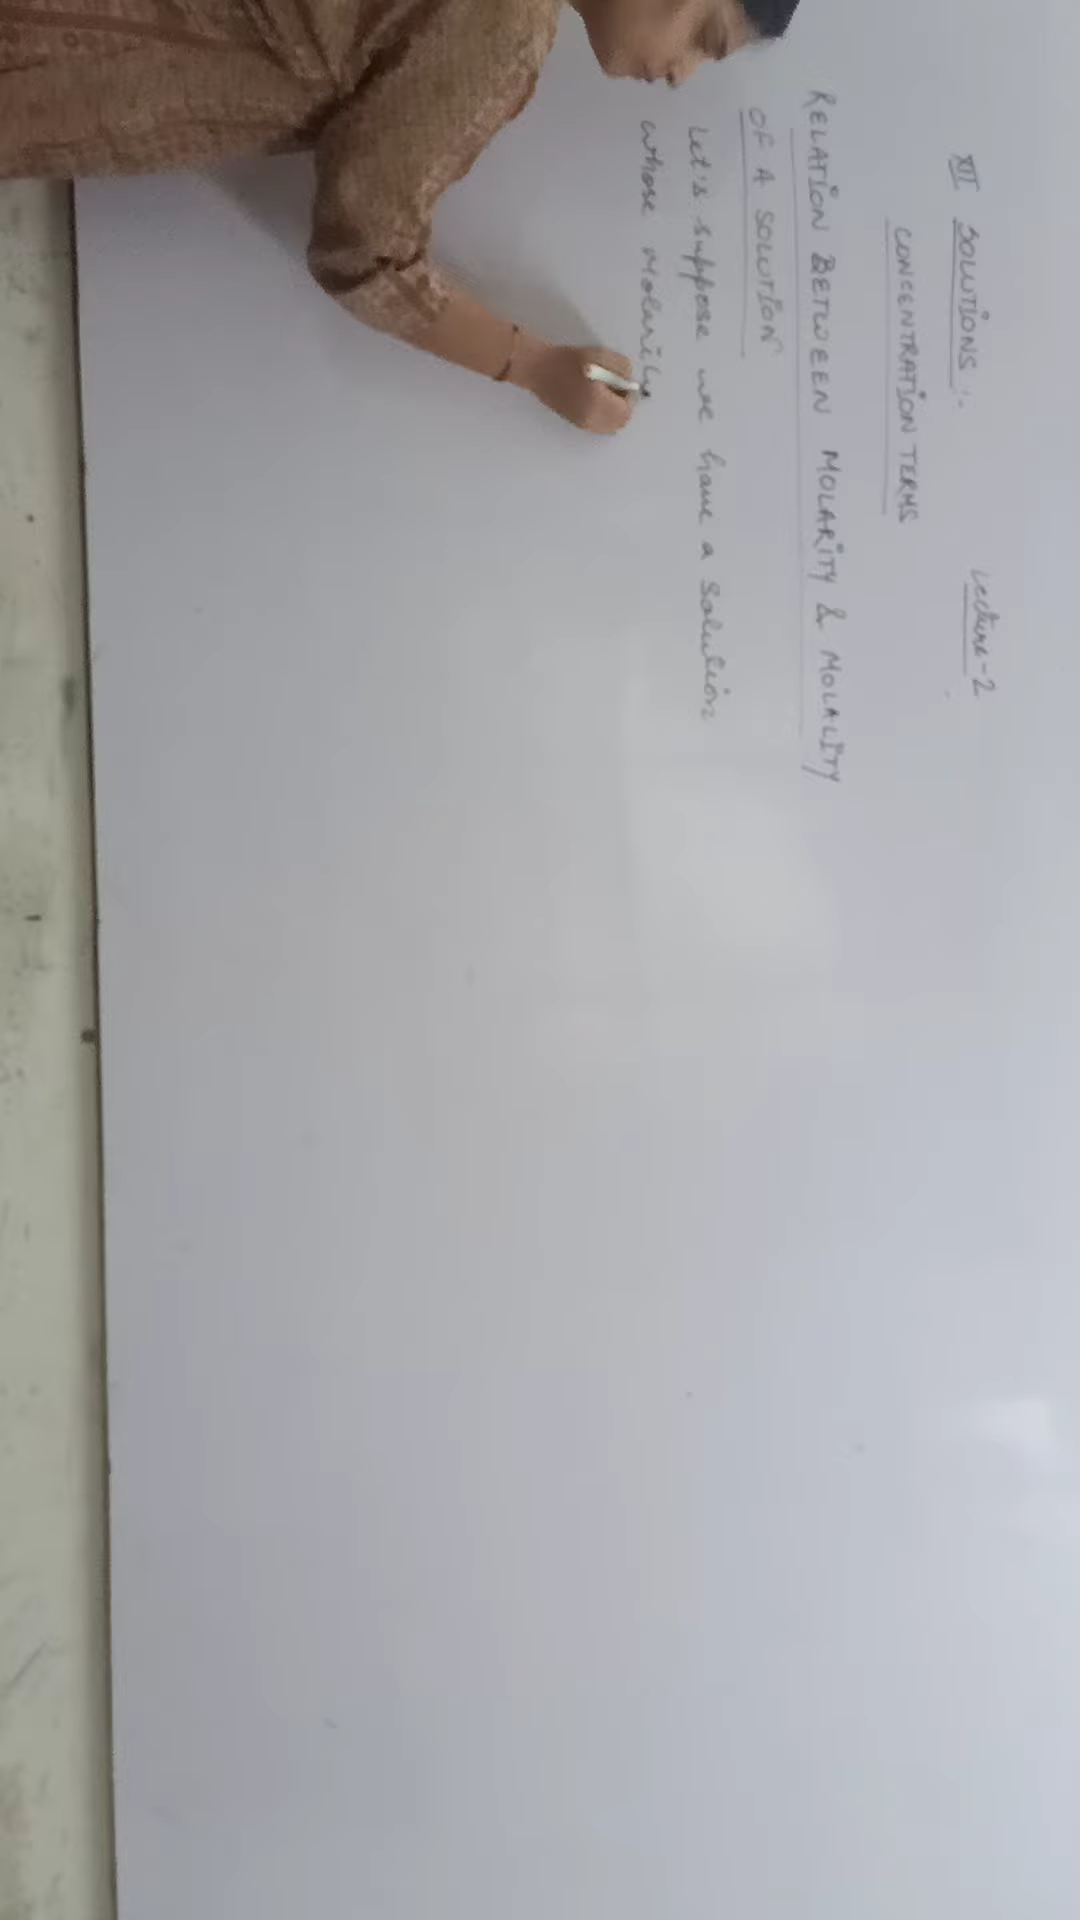 XII SOLUTIONS :- Lecture-2
CONCENTRATION TERMS
RELATION BETWEEN MOLARITY & MOLALITY
OF A SOLUTION
Let's suppose we have a solution
whose Molarity